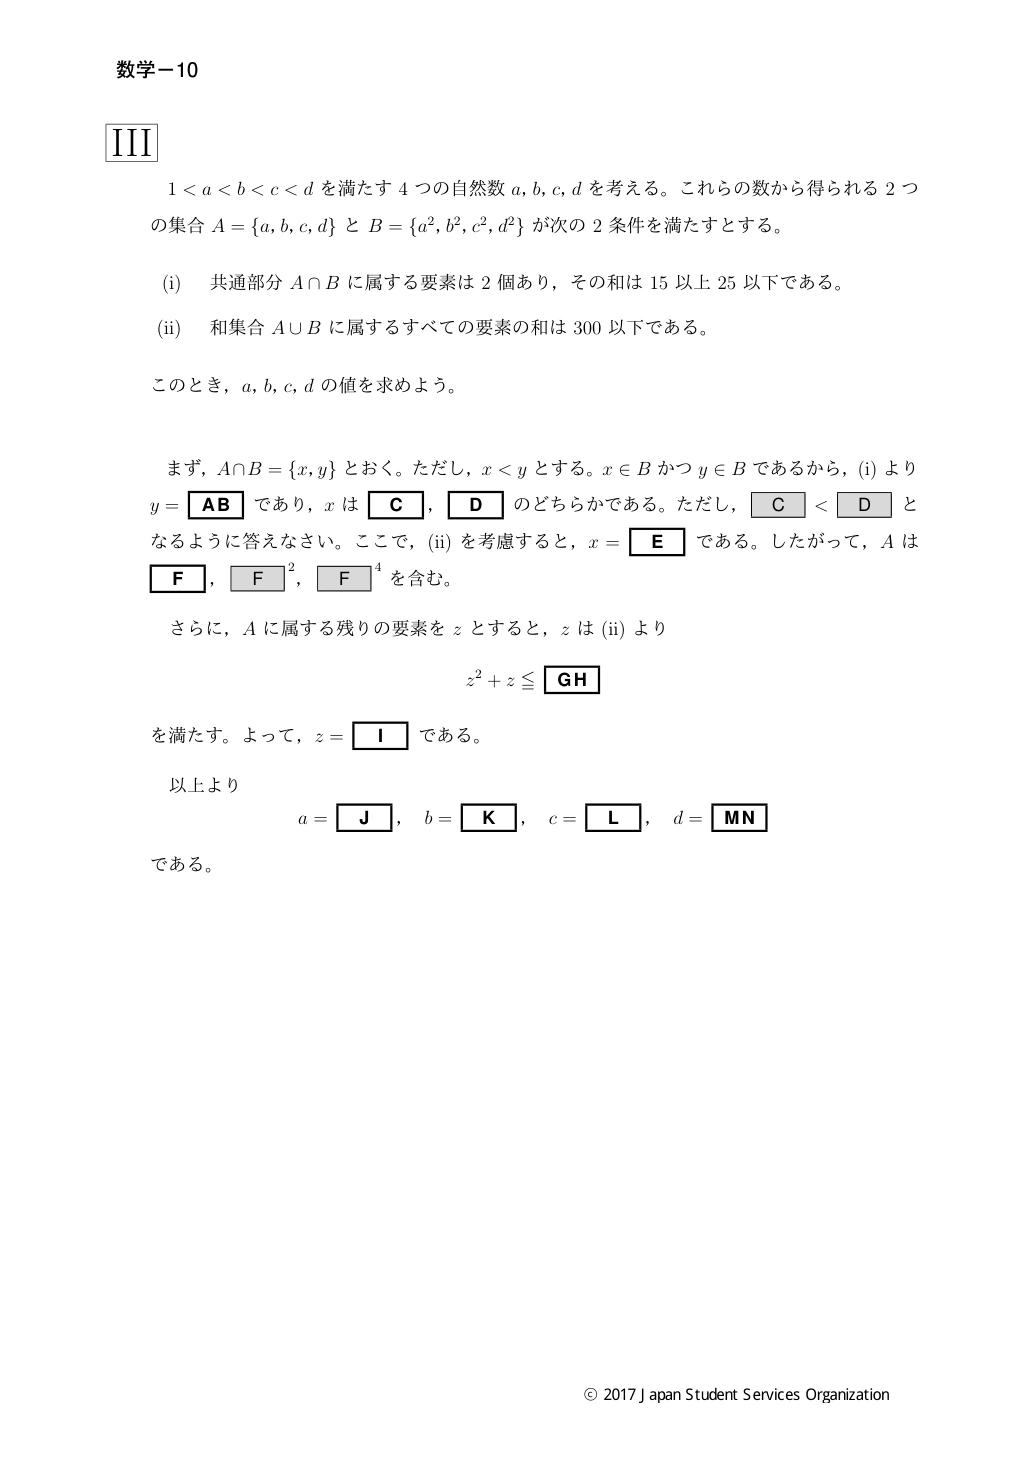 数学－10
III
1 < a < b < c < d を満たす 4 つの自然数 a, b, c, d を考える。これらの数から得られる 2 つ
の集合 A = {a, b, c, d} と B = {a², b², c², d²} が次の 2 条件を満たすとする。
(i) 共通部分 A ∩ B に属する要素は 2 個あり，その和は 15 以上 25 以下である。
(ii) 和集合 A ∪ B に属するすべての要素の和は 300 以下である。
このとき，a, b, c, d の値を求めよう。
まず，A∩B = {x, y} とおく。ただし，x < y とする。x ∈ B かつ y ∈ B であるから，(i) より
y = AB であり，x は C ， D のどちらかである。ただし， C < D と
なるように答えなさい。ここで，(ii) を考慮すると，x = E である。したがって，A は
F ， F ²， F ⁴ を含む。
さらに，A に属する残りの要素を z とすると，z は (ii) より
z² + z ≦ GH
を満たす。よって，z = I である。
以上より
a = J ， b = K ， c = L ， d = MN
である。
© 2017 Japan Student Services Organization